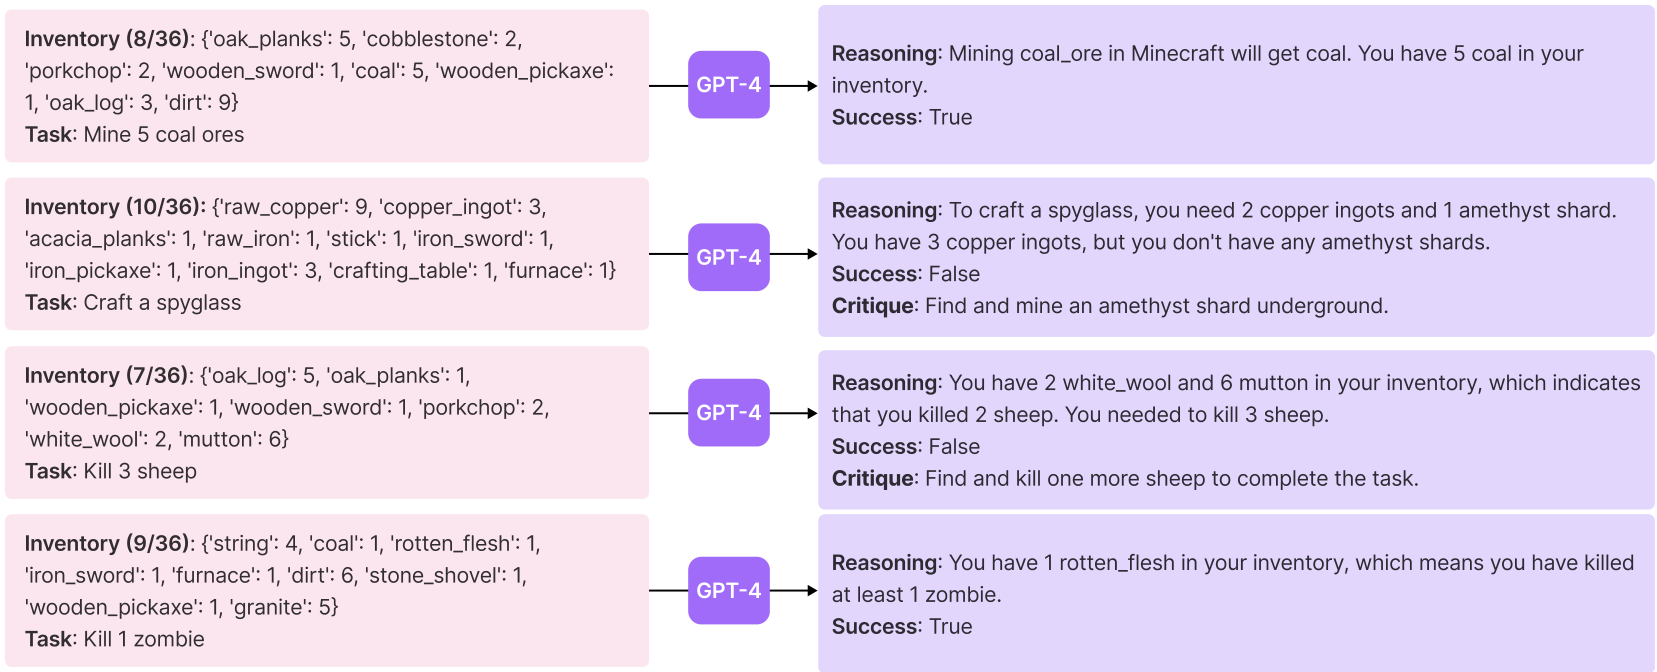 Inventory (8/36): {'oak_planks': 5, 'cobblestone': 2,
'porkchop': 2, 'wooden_sword': 1, 'coal': 5, 'wooden_pickaxe':
1, 'oak_log': 3, 'dirt': 9}
Task: Mine 5 coal ores
GPT-4
Reasoning: Mining coal_ore in Minecraft will get coal. You have 5 coal in your
inventory.
Success: True
Inventory (10/36): {'raw_copper': 9, 'copper_ingot': 3,
'acacia_planks': 1, 'raw_iron': 1, 'stick': 1, 'iron_sword': 1,
'iron_pickaxe': 1, 'iron_ingot': 3, 'crafting_table': 1, 'furnace': 1}
Task: Craft a spyglass
GPT-4
Reasoning: To craft a spyglass, you need 2 copper ingots and 1 amethyst shard.
You have 3 copper ingots, but you don't have any amethyst shards.
Success: False
Critique: Find and mine an amethyst shard underground.
Inventory (7/36): {'oak_log': 5, 'oak_planks': 1,
'wooden_pickaxe': 1, 'wooden_sword': 1, 'porkchop': 2,
'white_wool': 2, 'mutton': 6}
Task: Kill 3 sheep
GPT-4
Reasoning: You have 2 white_wool and 6 mutton in your inventory, which indicates
that you killed 2 sheep. You needed to kill 3 sheep.
Success: False
Critique: Find and kill one more sheep to complete the task.
Inventory (9/36): {'string': 4, 'coal': 1, 'rotten_flesh': 1,
'iron_sword': 1, 'furnace': 1, 'dirt': 6, 'stone_shovel': 1,
'wooden_pickaxe': 1, 'granite': 5}
Task: Kill 1 zombie
GPT-4
Reasoning: You have 1 rotten_flesh in your inventory, which means you have killed
at least 1 zombie.
Success: True